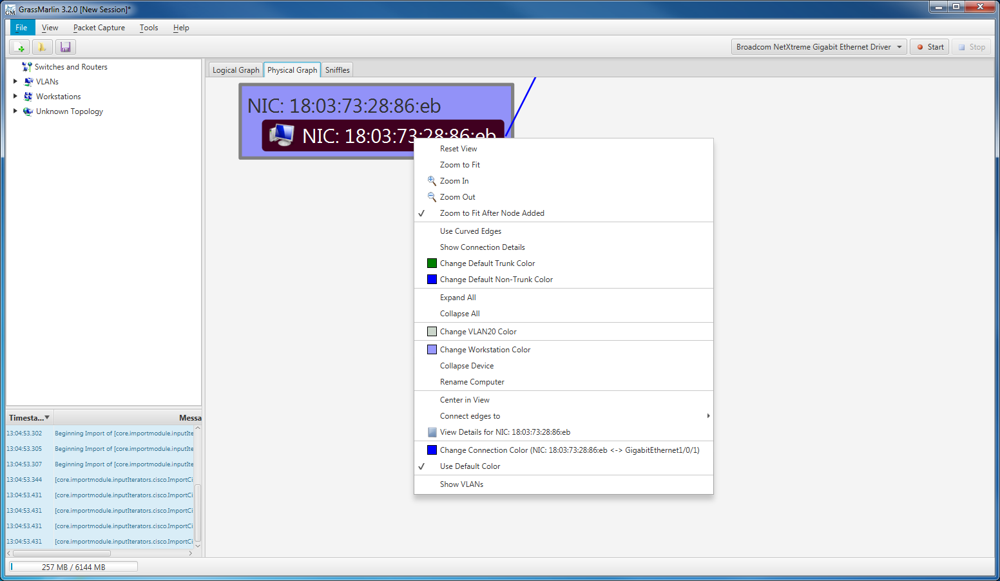 GrassMarlin 3.2.0 [New Session]*
File View Packet Capture Tools Help
Broadcom NetXtreme Gigabit Ethernet Driver Start Stop
Switches and Routers
VLANs
Workstations
Unknown Topology
Logical Graph Physical Graph Sniffles
NIC: 18:03:73:28:86:eb
NIC: 18:03:73:28:86:eb
Reset View
Zoom to Fit
Zoom In
Zoom Out
Zoom to Fit After Node Added
Use Curved Edges
Show Connection Details
Change Default Trunk Color
Change Default Non-Trunk Color
Expand All
Collapse All
Change VLAN20 Color
Change Workstation Color
Collapse Device
Rename Computer
Center in View
Connect edges to
View Details for NIC: 18:03:73:28:86:eb
Change Connection Color (NIC: 18:03:73:28:86:eb <-> GigabitEthernet1/0/1)
Use Default Color
Show VLANs
Timesta... Messa
13:04:53.302 Beginning Import of [core.importmodule.inputIte
13:04:53.305 Beginning Import of [core.importmodule.inputIte
13:04:53.307 Beginning Import of [core.importmodule.inputIte
13:04:53.344 [core.importmodule.inputIterators.cisco.ImportCi
13:04:53.431 [core.importmodule.inputIterators.cisco.ImportCi
13:04:53.431 [core.importmodule.inputIterators.cisco.ImportCi
13:04:53.431 [core.importmodule.inputIterators.cisco.ImportCi
13:04:53.431 [core.importmodule.inputIterators.cisco.ImportCi
257 MB / 6144 MB